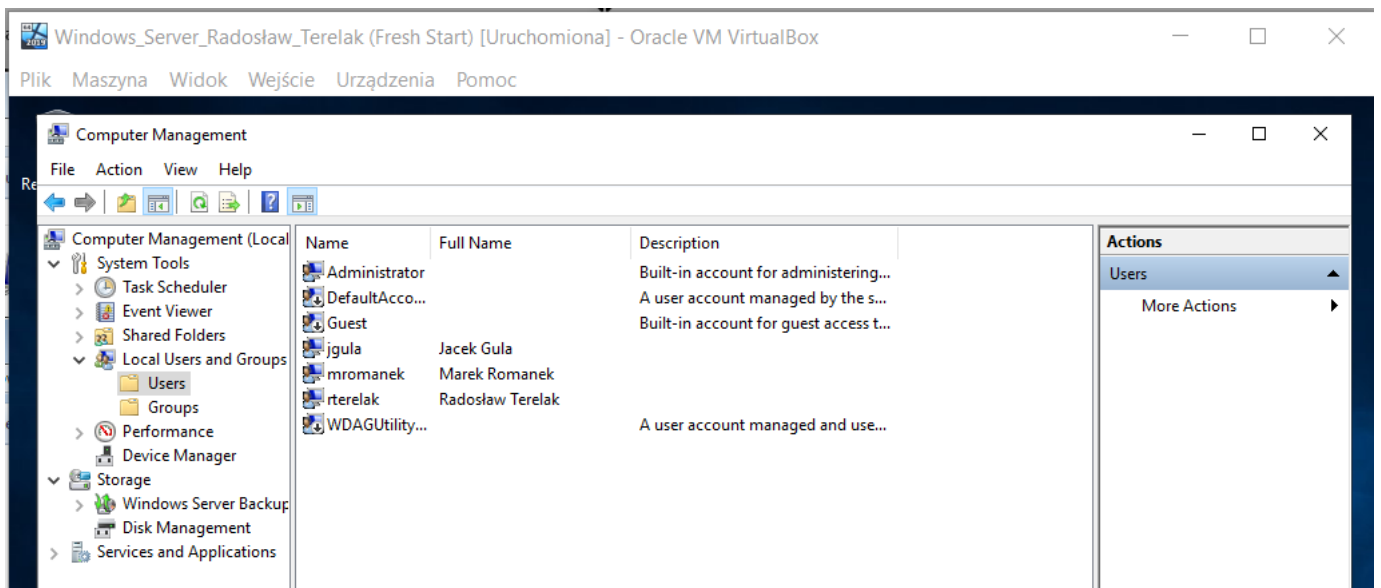 2019 Windows_Server_Radosław_Terelak (Fresh Start) [Uruchomiona] - Oracle VM VirtualBox
Plik Maszyna Widok Wejście Urządzenia Pomoc
Computer Management
File Action View Help
Re
Computer Management (Local
System Tools
Task Scheduler
Event Viewer
Shared Folders
Local Users and Groups
Users
Groups
Performance
Device Manager
Storage
Windows Server Backup
Disk Management
Services and Applications
Name Full Name Description
Administrator Built-in account for administering...
DefaultAcco... A user account managed by the s...
Guest Built-in account for guest access t...
jgula Jacek Gula
mromanek Marek Romanek
rterelak Radosław Terelak
WDAGUtility... A user account managed and use...
Actions
Users
More Actions